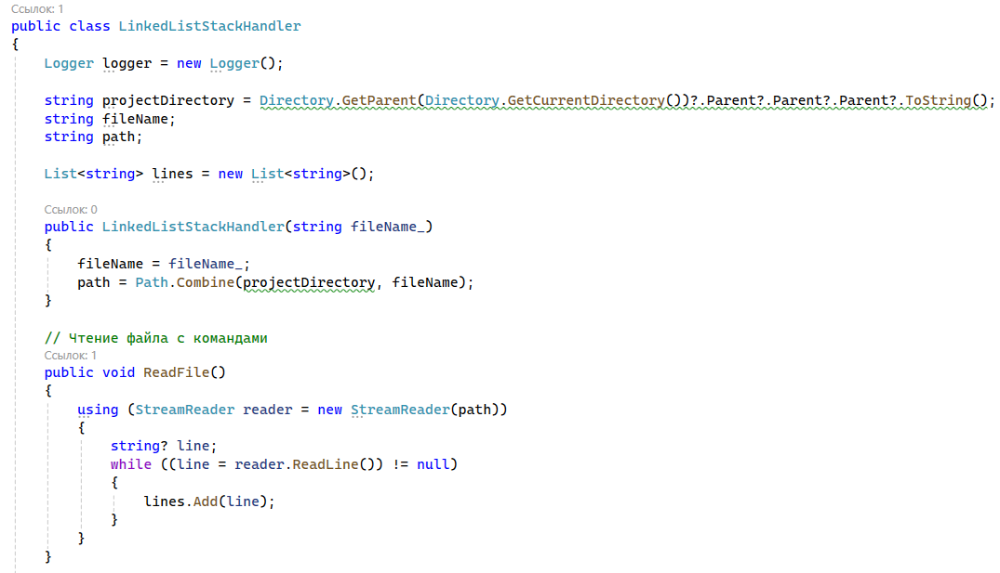 Ссылок: 1
public class LinkedListStackHandler
{
    Logger logger = new Logger();

    string projectDirectory = Directory.GetParent(Directory.GetCurrentDirectory())?.Parent?.Parent?.Parent?.ToString();
    string fileName;
    string path;

    List<string> lines = new List<string>();

    Ссылок: 0
    public LinkedListStackHandler(string fileName_)
    {
        fileName = fileName_;
        path = Path.Combine(projectDirectory, fileName);
    }

    // Чтение файла с командами
    Ссылок: 1
    public void ReadFile()
    {
        using (StreamReader reader = new StreamReader(path))
        {
            string? line;
            while ((line = reader.ReadLine()) != null)
            {
                lines.Add(line);
            }
        }
    }